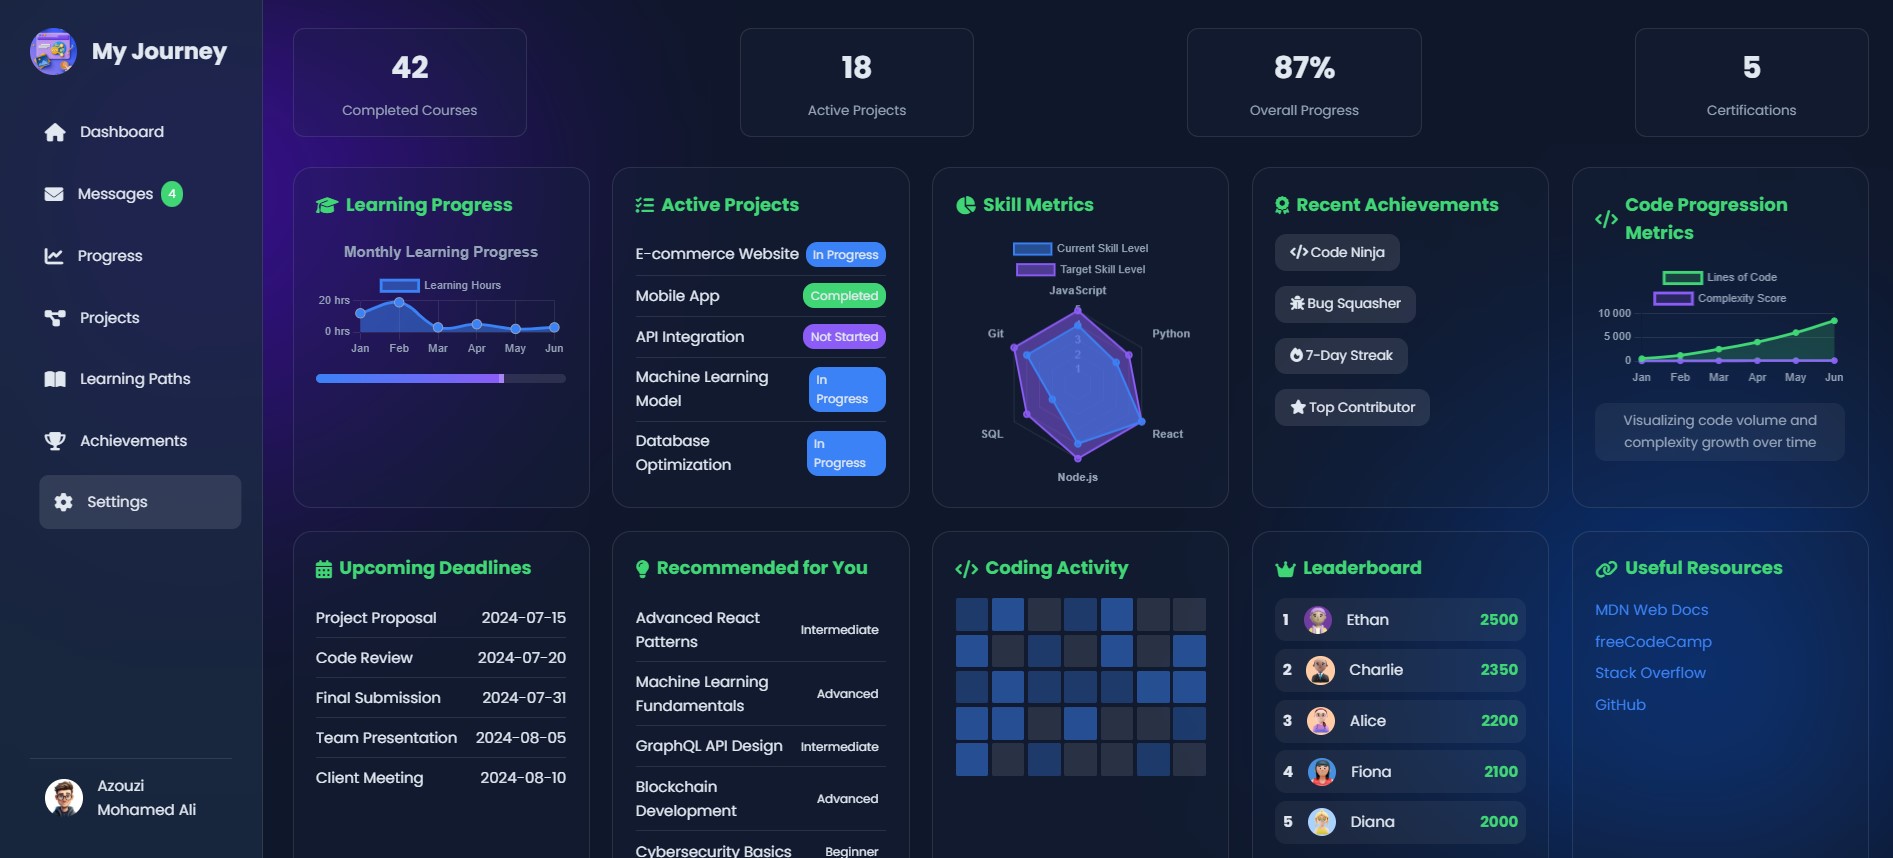 My Journey
Dashboard
Messages 4
Progress
Projects
Learning Paths
Achievements
Settings
Azouzi
Mohamed Ali
42
Completed Courses
18
Active Projects
87%
Overall Progress
5
Certifications
Learning Progress
Monthly Learning Progress
Learning Hours
20 hrs
0 hrs
Jan Feb Mar Apr May Jun
Active Projects
E-commerce Website In Progress
Mobile App Completed
API Integration Not Started
Machine Learning
Model
In
Progress
Database
Optimization
In
Progress
Skill Metrics
Current Skill Level
Target Skill Level
JavaScript
Git
Python
3
2
1
SQL
React
Node.js
Recent Achievements
Code Ninja
Bug Squasher
7-Day Streak
Top Contributor
Code Progression
Metrics
Lines of Code
Complexity Score
10 000
5 000
0
Jan Feb Mar Apr May Jun
Visualizing code volume and
complexity growth over time
Upcoming Deadlines
Project Proposal 2024-07-15
Code Review 2024-07-20
Final Submission 2024-07-31
Team Presentation 2024-08-05
Client Meeting 2024-08-10
Recommended for You
Advanced React
Patterns
Intermediate
Machine Learning
Fundamentals
Advanced
GraphQL API Design Intermediate
Blockchain
Development
Advanced
Cybersecurity Basics Beginner
Coding Activity
Leaderboard
1 Ethan 2500
2 Charlie 2350
3 Alice 2200
4 Fiona 2100
5 Diana 2000
Useful Resources
MDN Web Docs
freeCodeCamp
Stack Overflow
GitHub